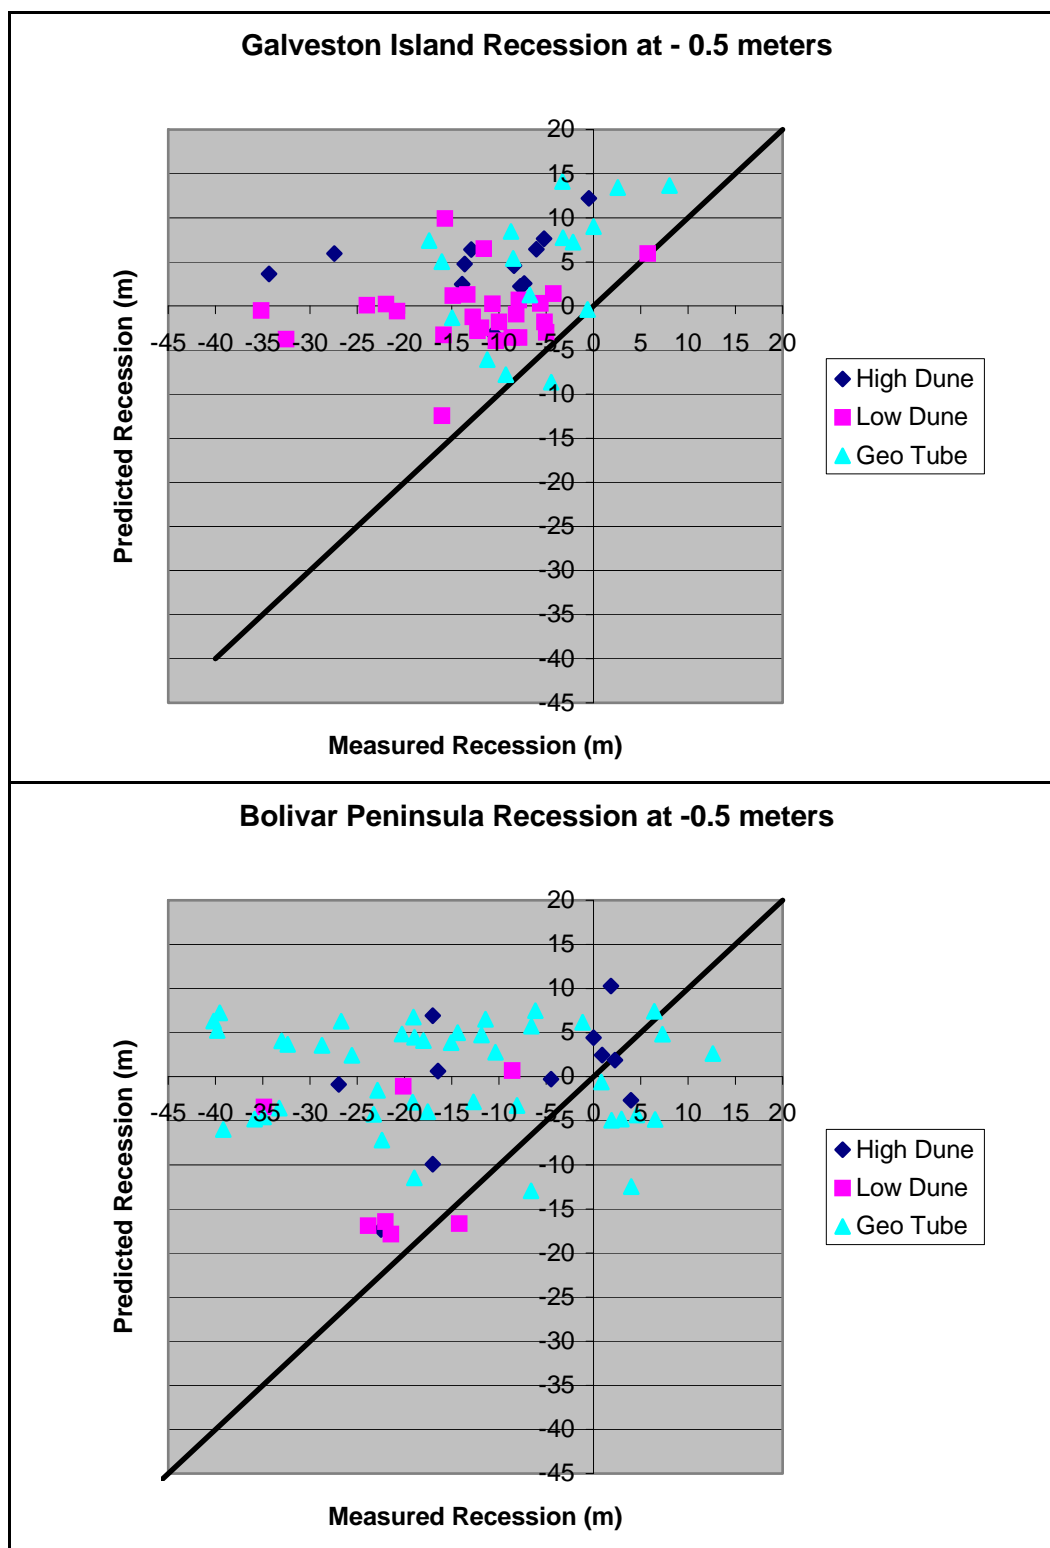 Galveston Island Recession at - 0.5 meters
20
15
10
5
0
-5
-10
-15
-20
-25
-30
-35
-40
-45
-45 -40 -35 -30 -25 -20 -15 -10 -5 0 5 10 15 20
Predicted Recession (m)
Measured Recession (m)
High Dune
Low Dune
Geo Tube
Bolivar Peninsula Recession at -0.5 meters
20
15
10
5
0
-5
-10
-15
-20
-25
-30
-35
-40
-45
-45 -40 -35 -30 -25 -20 -15 -10 -5 0 5 10 15 20
Predicted Recession (m)
Measured Recession (m)
High Dune
Low Dune
Geo Tube